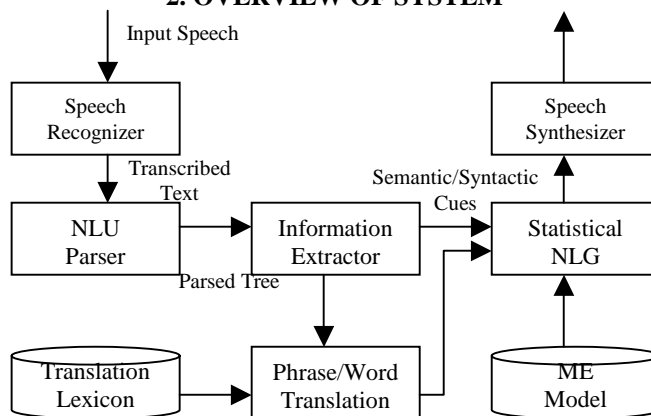 2. OVERVIEW OF SYSTEM
Input Speech
Speech
Recognizer
Speech
Synthesizer
Transcribed
Text
Semantic/Syntactic
Cues
NLU
Parser
Information
Extractor
Statistical
NLG
Parsed Tree
Translation
Lexicon
Phrase/Word
Translation
ME
Model